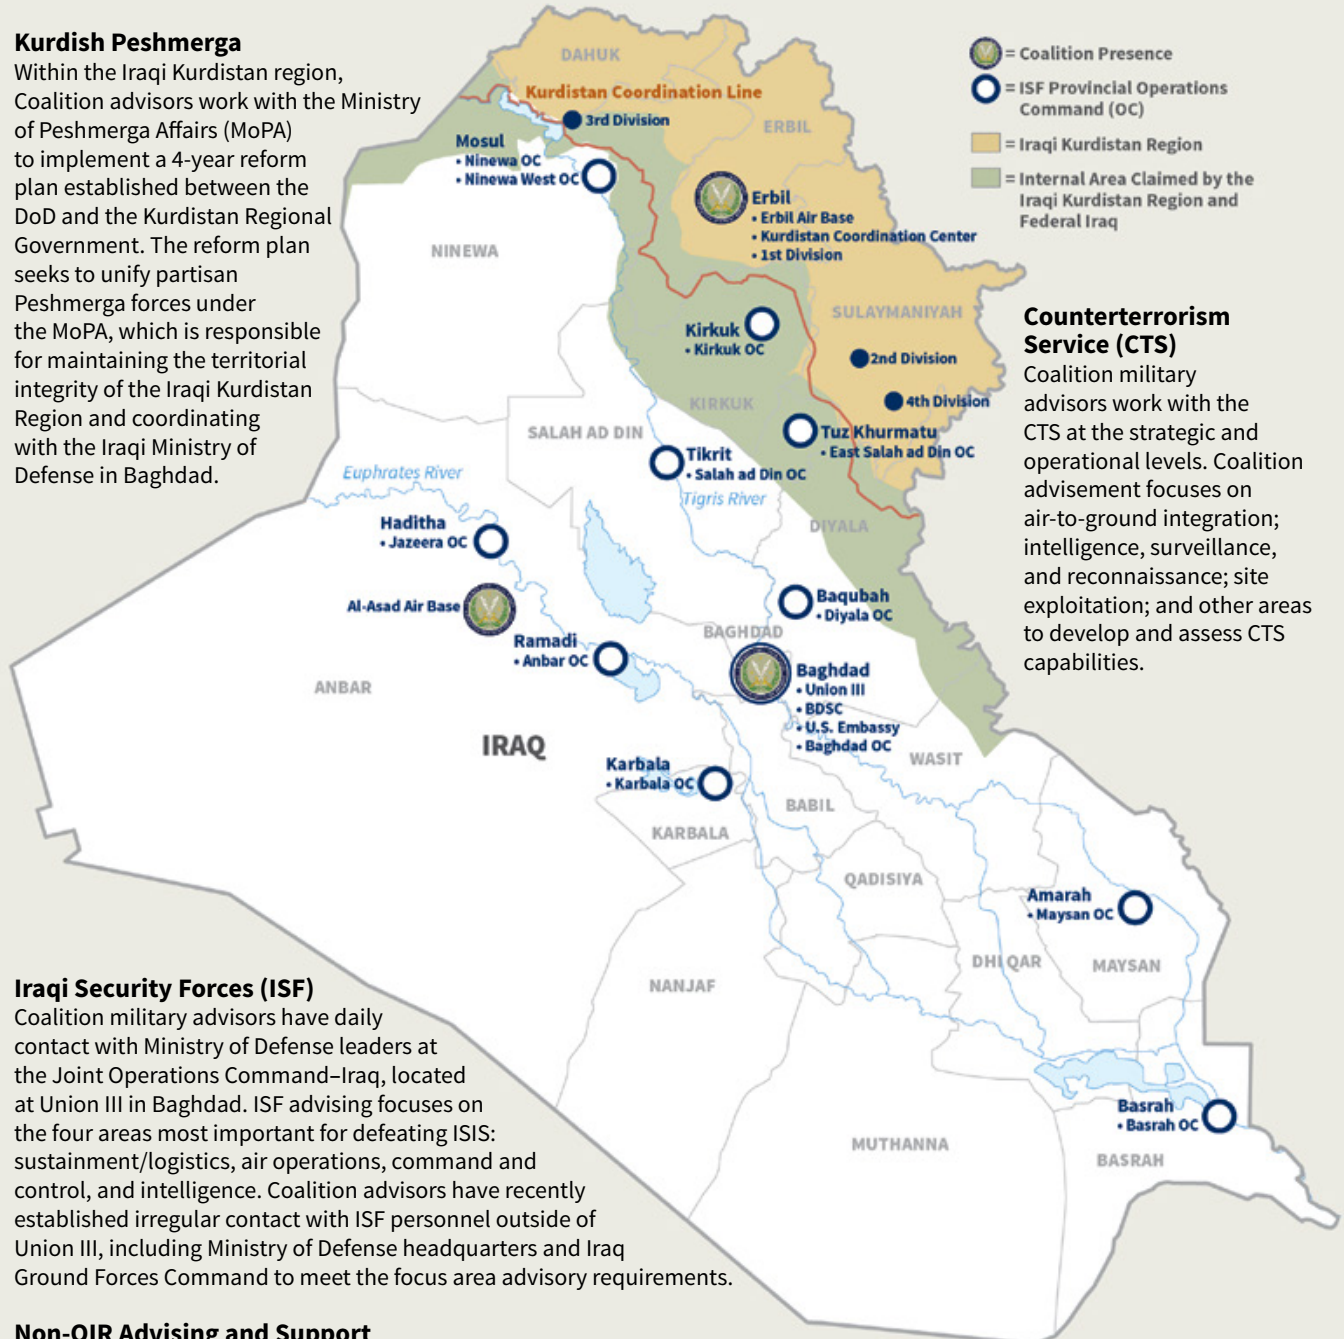 Kurdish Peshmerga
Within the Iraqi Kurdistan region,
Coalition advisors work with the Ministry
of Peshmerga Affairs (MoPA)
to implement a 4-year reform
plan established between the
DoD and the Kurdistan Regional
Government. The reform plan
seeks to unify partisan
Peshmerga forces under
the MoPA, which is responsible
for maintaining the territorial
integrity of the Iraqi Kurdistan
Region and coordinating
with the Iraqi Ministry of
Defense in Baghdad.
= Coalition Presence
= ISF Provincial Operations
Command (OC)
= Iraqi Kurdistan Region
= Internal Area Claimed by the
Iraqi Kurdistan Region and
Federal Iraq
DAHUK
Kurdistan Coordination Line
3rd Division
ERBIL
Mosul
• Ninewa OC
• Ninewa West OC
Erbil
• Erbil Air Base
• Kurdistan Coordination Center
• 1st Division
NINEWA
SULAYMANIYAH
Kirkuk
• Kirkuk OC
2nd Division
4th Division
KIRKUK
Tuz Khurmatu
• East Salah ad Din OC
SALAH AD DIN
Tikrit
• Salah ad Din OC
Euphrates River
Tigris River
DIYALA
Haditha
• Jazeera OC
Al-Asad Air Base
Baqubah
• Diyala OC
BAGHDAD
Ramadi
• Anbar OC
Baghdad
• Union III
• BDSC
• U.S. Embassy
• Baghdad OC
ANBAR
IRAQ
WASIT
Karbala
• Karbala OC
BABIL
KARBALA
QADISIYA
Amarah
• Maysan OC
DHI QAR
MAYSAN
NANJAF
Basrah
• Basrah OC
MUTHANNA
BASRAH
Counterterrorism
Service (CTS)
Coalition military
advisors work with the
CTS at the strategic and
operational levels. Coalition
advisement focuses on
air-to-ground integration;
intelligence, surveillance,
and reconnaissance; site
exploitation; and other areas
to develop and assess CTS
capabilities.
Iraqi Security Forces (ISF)
Coalition military advisors have daily
contact with Ministry of Defense leaders at
the Joint Operations Command–Iraq, located
at Union III in Baghdad. ISF advising focuses on
the four areas most important for defeating ISIS:
sustainment/logistics, air operations, command and
control, and intelligence. Coalition advisors have recently
established irregular contact with ISF personnel outside of
Union III, including Ministry of Defense headquarters and Iraq
Ground Forces Command to meet the focus area advisory requirements.
Non-OIR Advising and Support